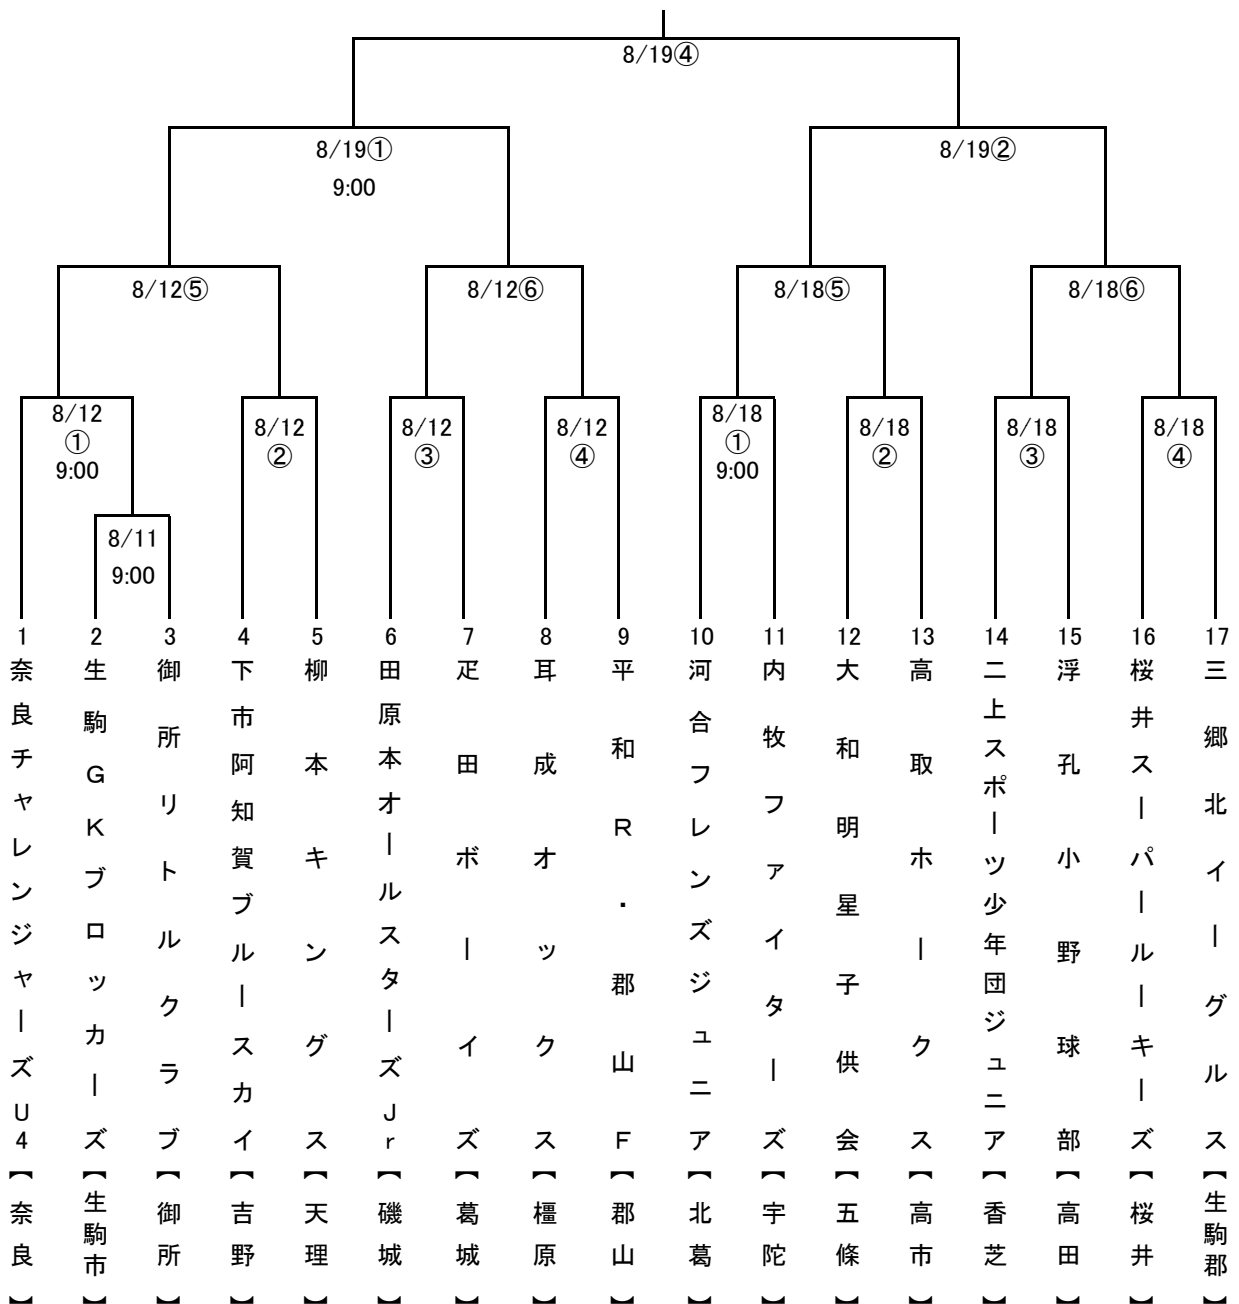 8/19④
8/19①
9:00
8/19②
8/12⑤
8/12⑥
8/18⑤
8/18⑥
8/12
①
9:00
8/12
②
8/12
③
8/12
④
8/18
①
9:00
8/18
②
8/18
③
8/18
④
8/11
9:00
1 奈良チャレンジャーズU4【奈良】
2 生駒GKブロッカーズ【生駒市】
3 御所リトルクラブ【御所】
4 下市阿知賀ブルースカイ【吉野】
5 柳本キングス【天理】
6 田原本オールスターズJr【磯城】
7 疋田ボーイズ【葛城】
8 耳成オックス【橿原】
9 平和R・郡山F【郡山】
10 河合フレンズジュニア【北葛】
11 内牧ファイターズ【宇陀】
12 大和明星子供会【五條】
13 高取ホークス【高市】
14 二上スポーツ少年団ジュニア【香芝】
15 浮孔小野球部【高田】
16 桜井スーパールーキーズ【桜井】
17 三郷北イーグルス【生駒郡】